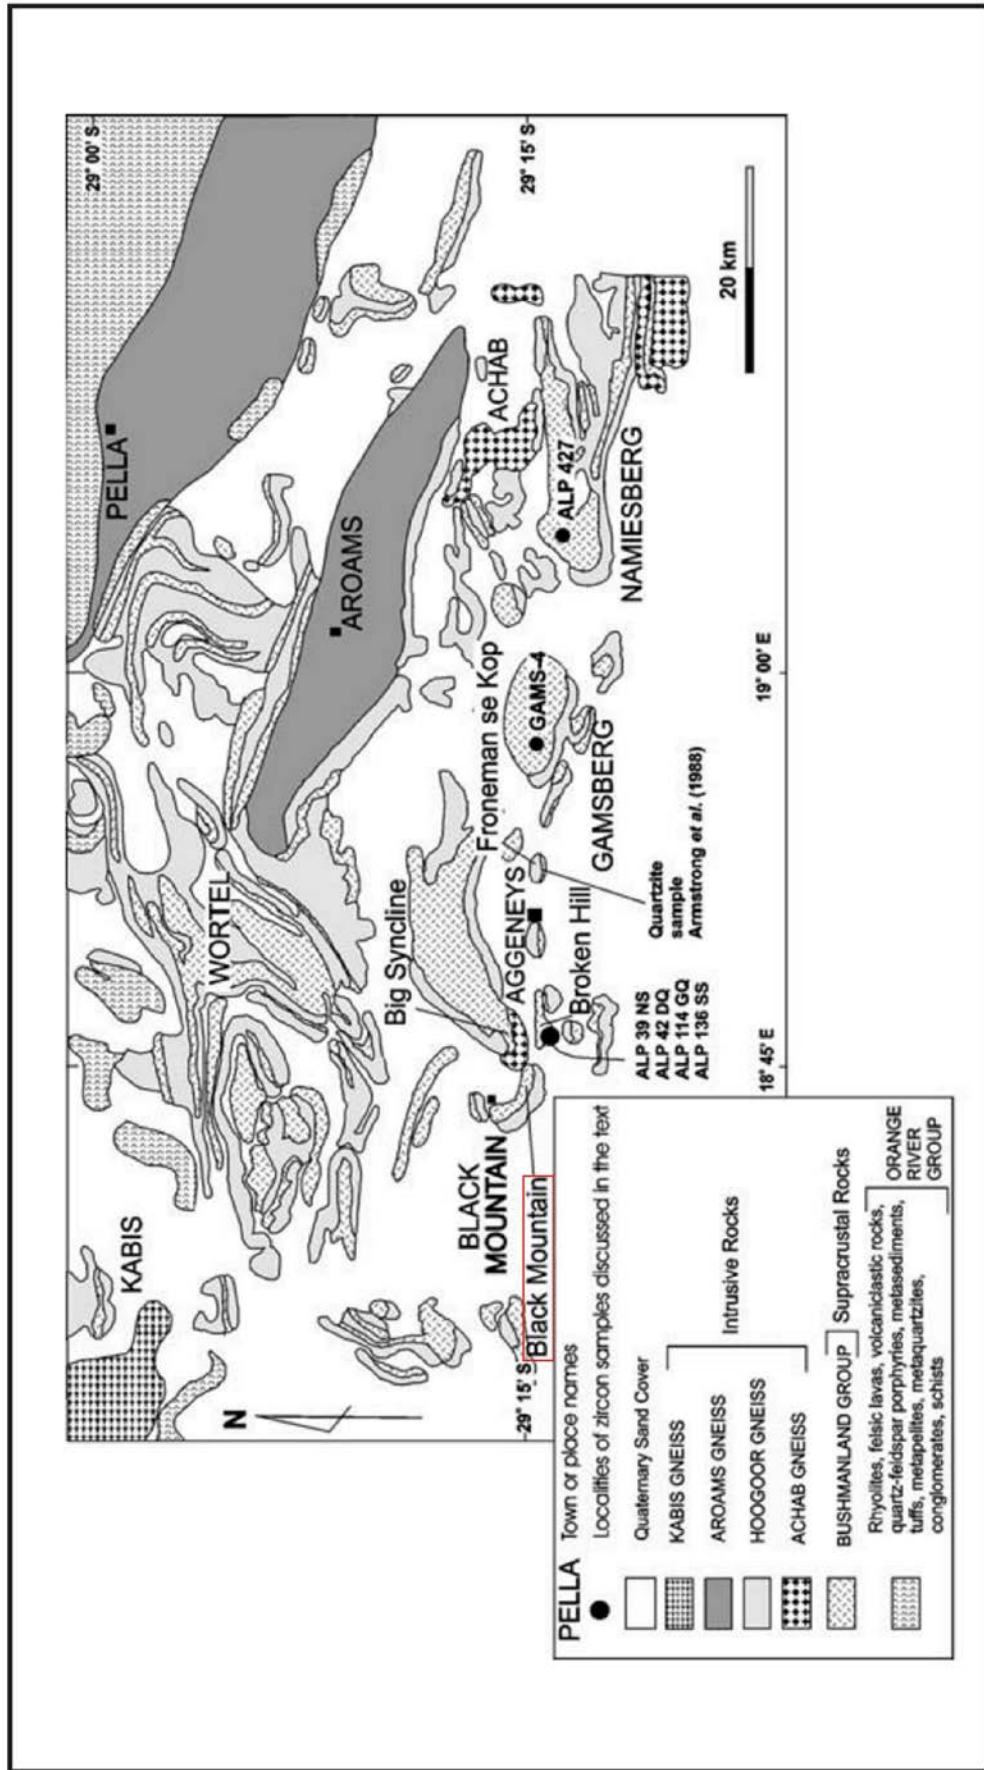 29° 00' S
PELLA
KABIS
WORTEL
AROAMS
Big Syncline
Froneman se Kop
ACHAB
29° 15' S
BLACK
MOUNTAIN
AGGENEYS
GAMS-4
ALP 427
Black Mountain
29° 15' S
Broken Hill
GAMSBERG
NAMIESBERG
ALP 39 NS
ALP 42 DQ
ALP 114 GQ
ALP 136 SS
Quartzite
sample
Armstrong et al. (1988)
20 km
18° 45' E
19° 00' E
N
PELLA Town or place names
Localities of zircon samples discussed in the text
Quaternary Sand Cover
KABIS GNEISS
AROAMS GNEISS
HOOGOOR GNEISS
ACHAB GNEISS
Intrusive Rocks
BUSHMANLAND GROUP
Supracrustal Rocks
Rhyolites, felsic lavas, volcaniclastic rocks,
quartz-feldspar porphyries, metasediments,
tuffs, metapelites, metaquartzites,
conglomerates, schists
ORANGE
RIVER
GROUP